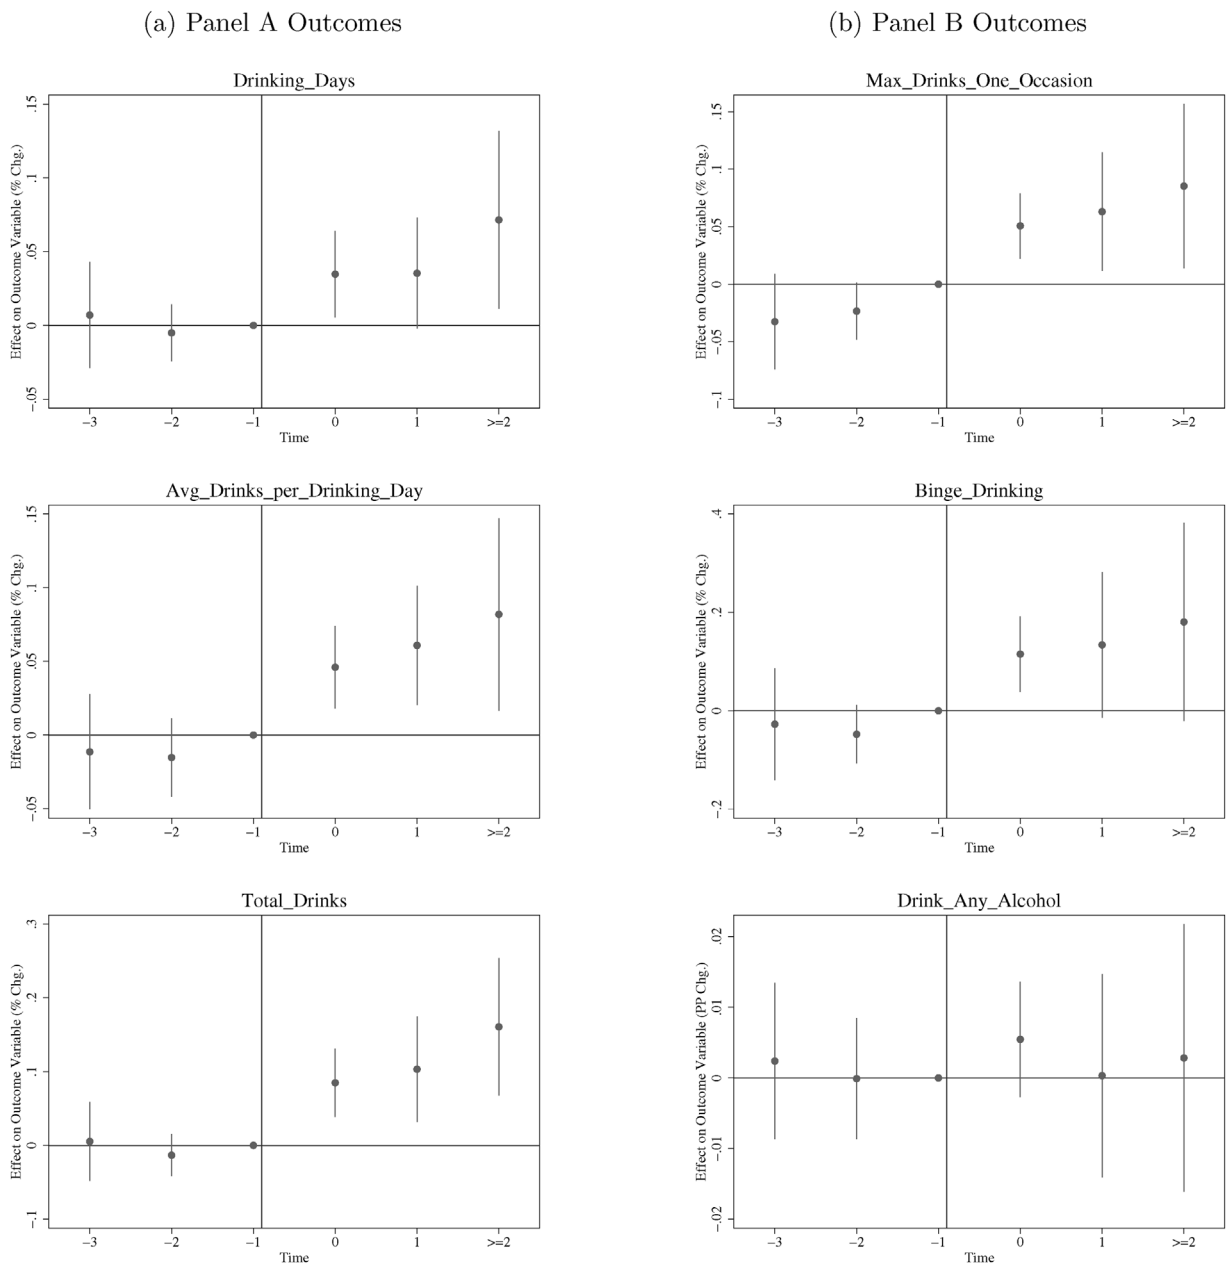 (a) Panel A Outcomes
(b) Panel B Outcomes
Drinking_Days
Effect on Outcome Variable (% Chg.)
.15
.1
.05
0
−.05
−3 −2 −1 0 1 >=2
Time
Max_Drinks_One_Occasion
Effect on Outcome Variable (% Chg.)
.15
.1
.05
0
−.05
−.1
−3 −2 −1 0 1 >=2
Time
Avg_Drinks_per_Drinking_Day
Effect on Outcome Variable (% Chg.)
.15
.1
.05
0
−.05
−3 −2 −1 0 1 >=2
Time
Binge_Drinking
Effect on Outcome Variable (% Chg.)
.4
.2
0
−.2
−3 −2 −1 0 1 >=2
Time
Total_Drinks
Effect on Outcome Variable (% Chg.)
.3
.2
.1
0
−.1
−3 −2 −1 0 1 >=2
Time
Drink_Any_Alcohol
Effect on Outcome Variable (PP Chg.)
.02
.01
0
−.01
−.02
−3 −2 −1 0 1 >=2
Time